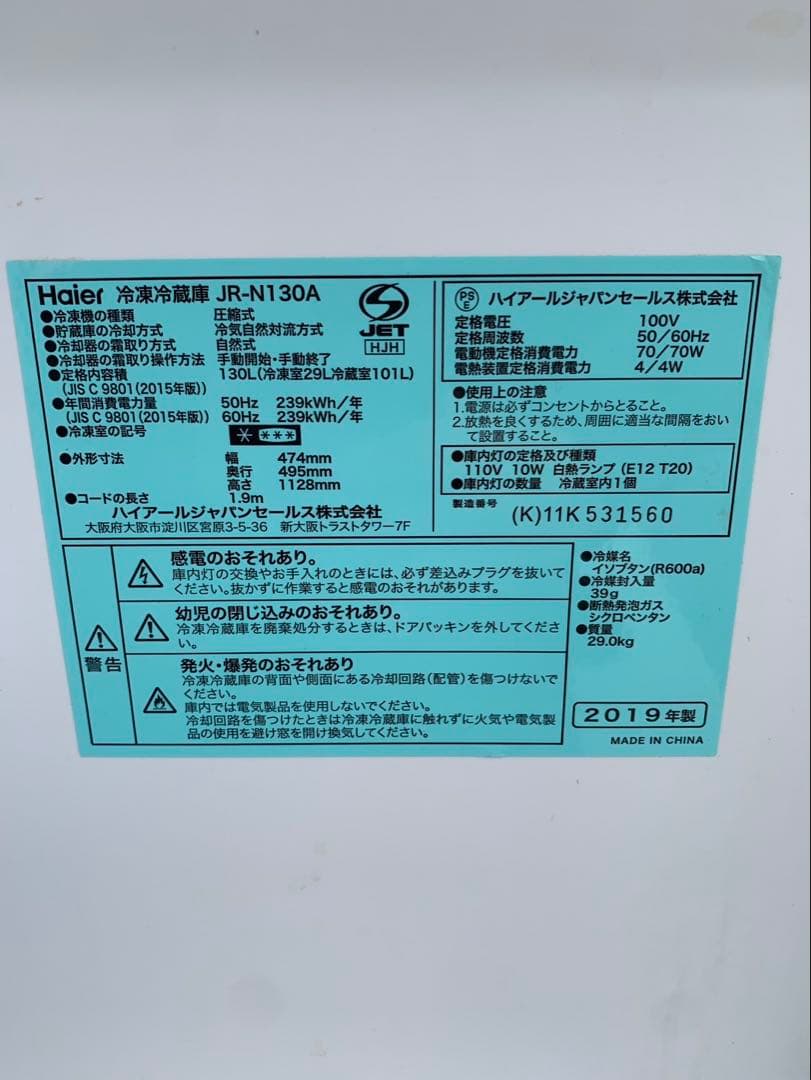 Haier 冷凍冷蔵庫 JR-N130A
●冷凍機の種類 圧縮式
●貯蔵庫の冷却方式 冷気自然対流方式
●冷却器の霜取り方式 自然式
●冷却器の霜取り操作方法 手動開始・手動終了
●定格内容積 130L(冷凍室29L冷蔵室101L)
(JIS C 9801(2015年版))
●年間消費電力量 50Hz 239kWh/年
(JIS C 9801(2015年版)) 60Hz 239kWh/年
●冷凍室の記号
●外形寸法 幅 474mm
奥行 495mm
高さ 1128mm
●コードの長さ 1.9m
ハイアールジャパンセールス株式会社
大阪府大阪市淀川区宮原3-5-36 新大阪トラストタワー7F
JET
HJH
PS
E
ハイアールジャパンセールス株式会社
定格電圧 100V
定格周波数 50/60Hz
電動機定格消費電力 70/70W
電熱装置定格消費電力 4/4W
●使用上の注意
1.電源は必ずコンセントからとること。
2.放熱を良くするため、周囲に適当な間隔をおい
て設置すること。
●庫内灯の定格及び種類
110V 10W 白熱ランプ (E12 T20)
●庫内灯の数量 冷蔵室内1個
製造番号
(K)11K531560
警告
感電のおそれあり。
庫内灯の交換やお手入れのときには、必ず差込みプラグを抜いて
ください。抜かずに作業すると感電のおそれがあります。
幼児の閉じ込みのおそれあり。
冷凍冷蔵庫を廃棄処分するときは、ドアパッキンを外してくださ
い。
発火・爆発のおそれあり
冷凍冷蔵庫の背面や側面にある冷却回路(配管)を傷つけないで
ください。
庫内では電気製品を使用しないでください。
冷却回路を傷つけたときは冷凍冷蔵庫に触れずに火気や電気製
品の使用を避け窓を開け換気してください。
●冷媒名
イソブタン(R600a)
●冷媒封入量
39g
●断熱発泡ガス
シクロペンタン
●質量
29.0kg
2019年製
MADE IN CHINA